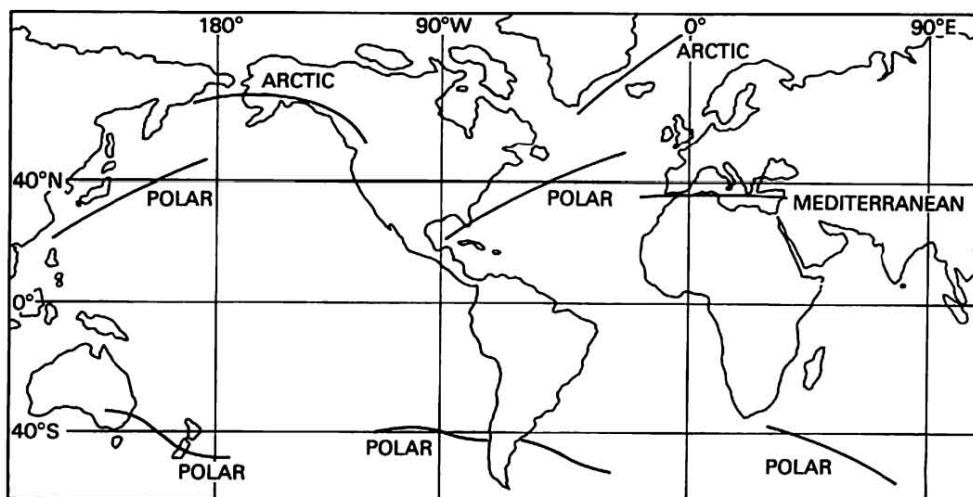 180° 90°W 0° 90°E
ARCTIC
ARCTIC
40°N
POLAR
POLAR
MEDITERRANEAN
0°
40°S
POLAR
POLAR
POLAR